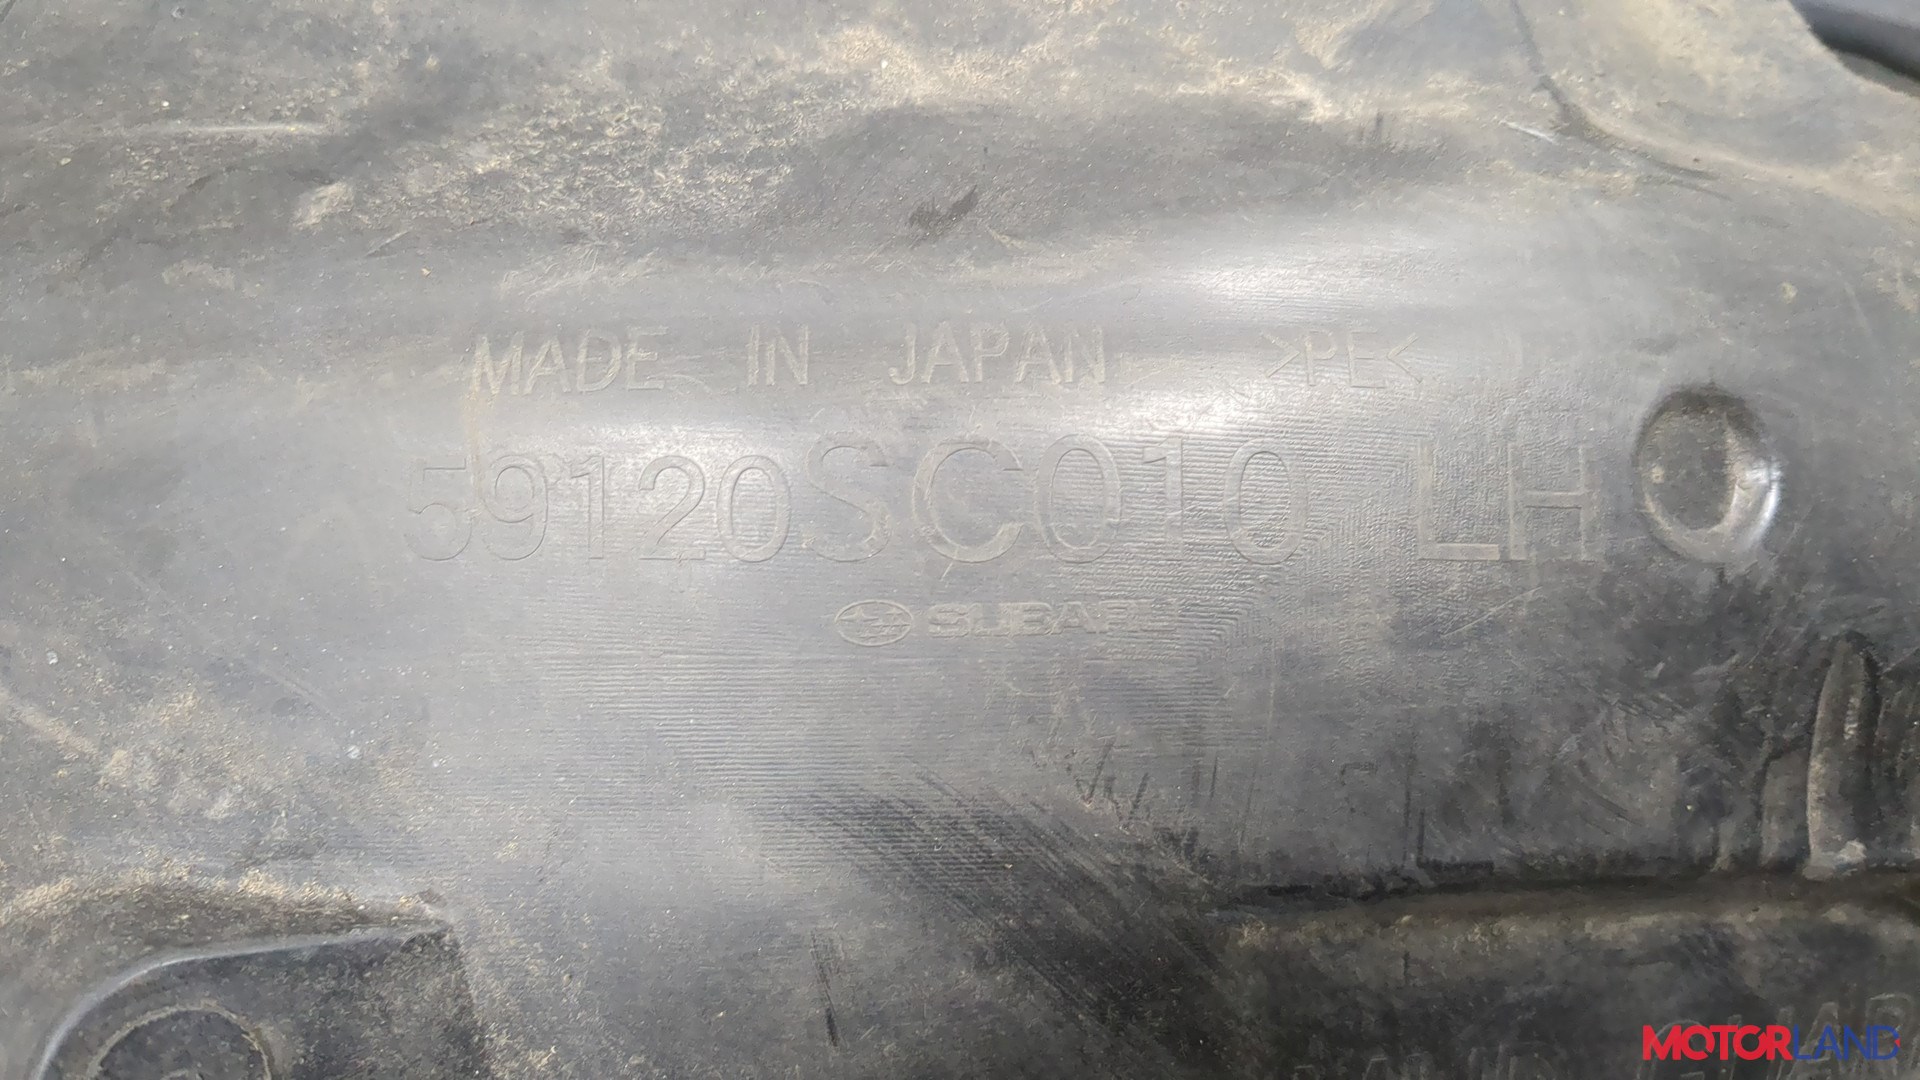 MADE IN JAPAN >PE<
59120SC010 LH
SUBARU
MOTORLAND